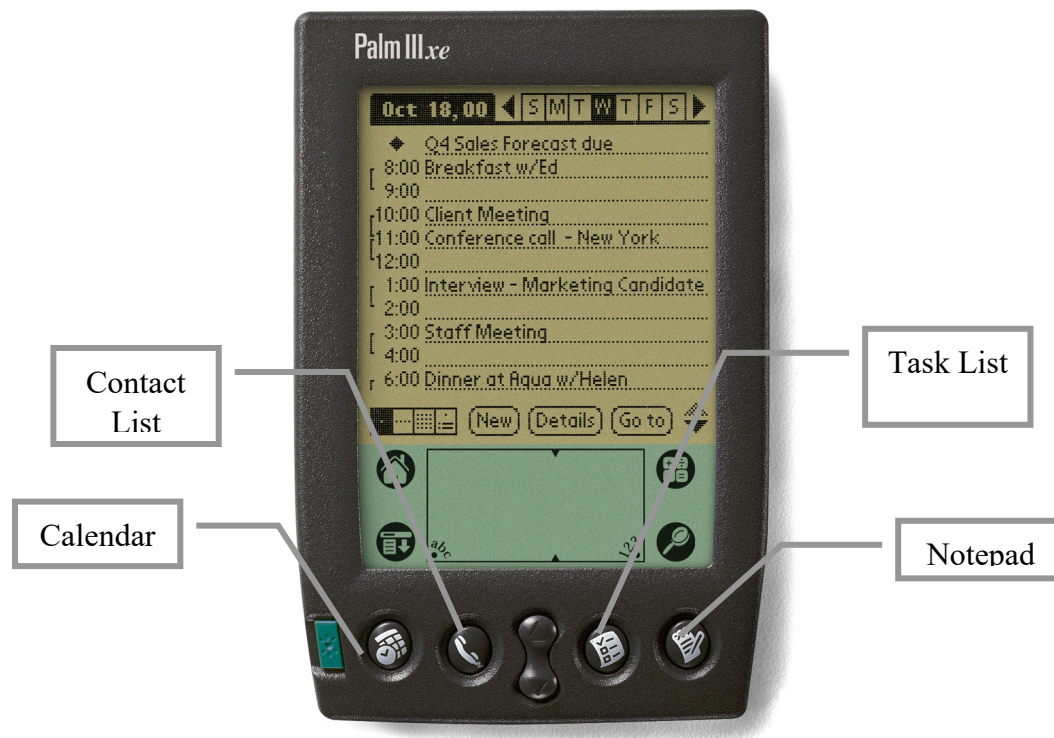 Palm IIIxe
Oct 18,00 S M T W T F S
Q4 Sales Forecast due
8:00 Breakfast w/Ed
9:00
10:00 Client Meeting
11:00 Conference call - New York
12:00
1:00 Interview - Marketing Candidate
2:00
3:00 Staff Meeting
4:00
6:00 Dinner at Aqua w/Helen
New Details Go to
abc 123
Contact
List
Task List
Calendar
Notepad